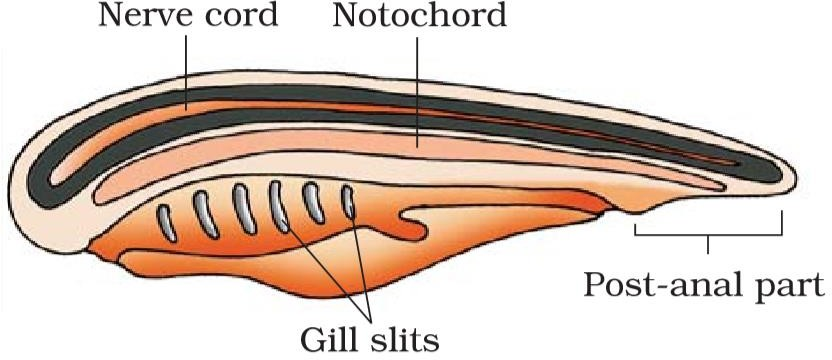 Nerve cord
Notochord
Post-anal part
Gill slits